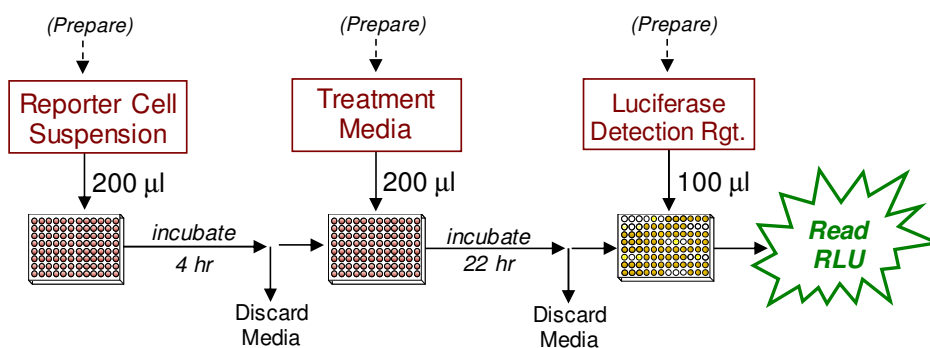 (Prepare)
(Prepare)
(Prepare)
Reporter Cell
Suspension
Treatment
Media
Luciferase
Detection Rgt.
200 µl
200 µl
100 µl
incubate
4 hr
incubate
22 hr
Read
RLU
Discard
Media
Discard
Media